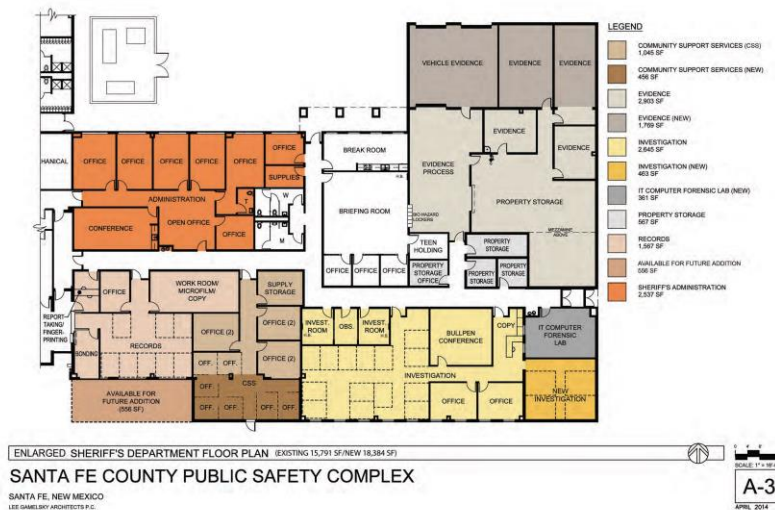 LEGEND
COMMUNITY SUPPORT SERVICES (CSS)
1,045 SF
COMMUNITY SUPPORT SERVICES (NEW)
456 SF
EVIDENCE
2,903 SF
EVIDENCE (NEW)
1,769 SF
INVESTIGATION
2,645 SF
INVESTIGATION (NEW)
463 SF
IT COMPUTER FORENSIC LAB (NEW)
361 SF
PROPERTY STORAGE
567 SF
RECORDS
1,567 SF
AVAILABLE FOR FUTURE ADDITION
556 SF
SHERIFF'S ADMINISTRATION
2,537 SF
VEHICLE EVIDENCE
EVIDENCE
EVIDENCE
EVIDENCE
EVIDENCE
EVIDENCE
PROCESS
PROPERTY STORAGE
BREAK ROOM
BRIEFING ROOM
BIO-HAZARD
LOCKERS
TEEN
HOLDING
PROPERTY
STORAGE
OFFICE
PROPERTY
STORAGE
PROPERTY
STORAGE
PROPERTY
STORAGE
OFFICE
OFFICE
OFFICE
HANICAL
OFFICE
OFFICE
OFFICE
OFFICE
OFFICE
OFFICE
SUPPLIES
ADMINISTRATION
T
W
M
CONFERENCE
OPEN OFFICE
OFFICE
OFFICE
WORK ROOM/
MICROFILM/
COPY
SUPPLY
STORAGE
REPORT-
TAKING/
FINGER-
PRINTING
BONDING
RECORDS
OFFICE (2)
OFFICE (2)
OFFICE (2)
OFF.
OFF.
CSS
OFF.
OFF.
OFF.
OFF.
OFF.
AVAILABLE FOR
FUTURE ADDITION
(556 SF)
INVEST.
ROOM
OBS.
INVEST.
ROOM
BULLPEN
CONFERENCE
COPY
INVESTIGATION
OFFICE
OFFICE
IT COMPUTER
FORENSIC
LAB
NEW
INVESTIGATION
ENLARGED SHERIFF'S DEPARTMENT FLOOR PLAN (EXISTING 15,791 SF/NEW 18,384 SF)
SANTA FE COUNTY PUBLIC SAFETY COMPLEX
SANTA FE, NEW MEXICO
LEE GAMELSKY ARCHITECTS P.C.
A-3
APRIL 2014